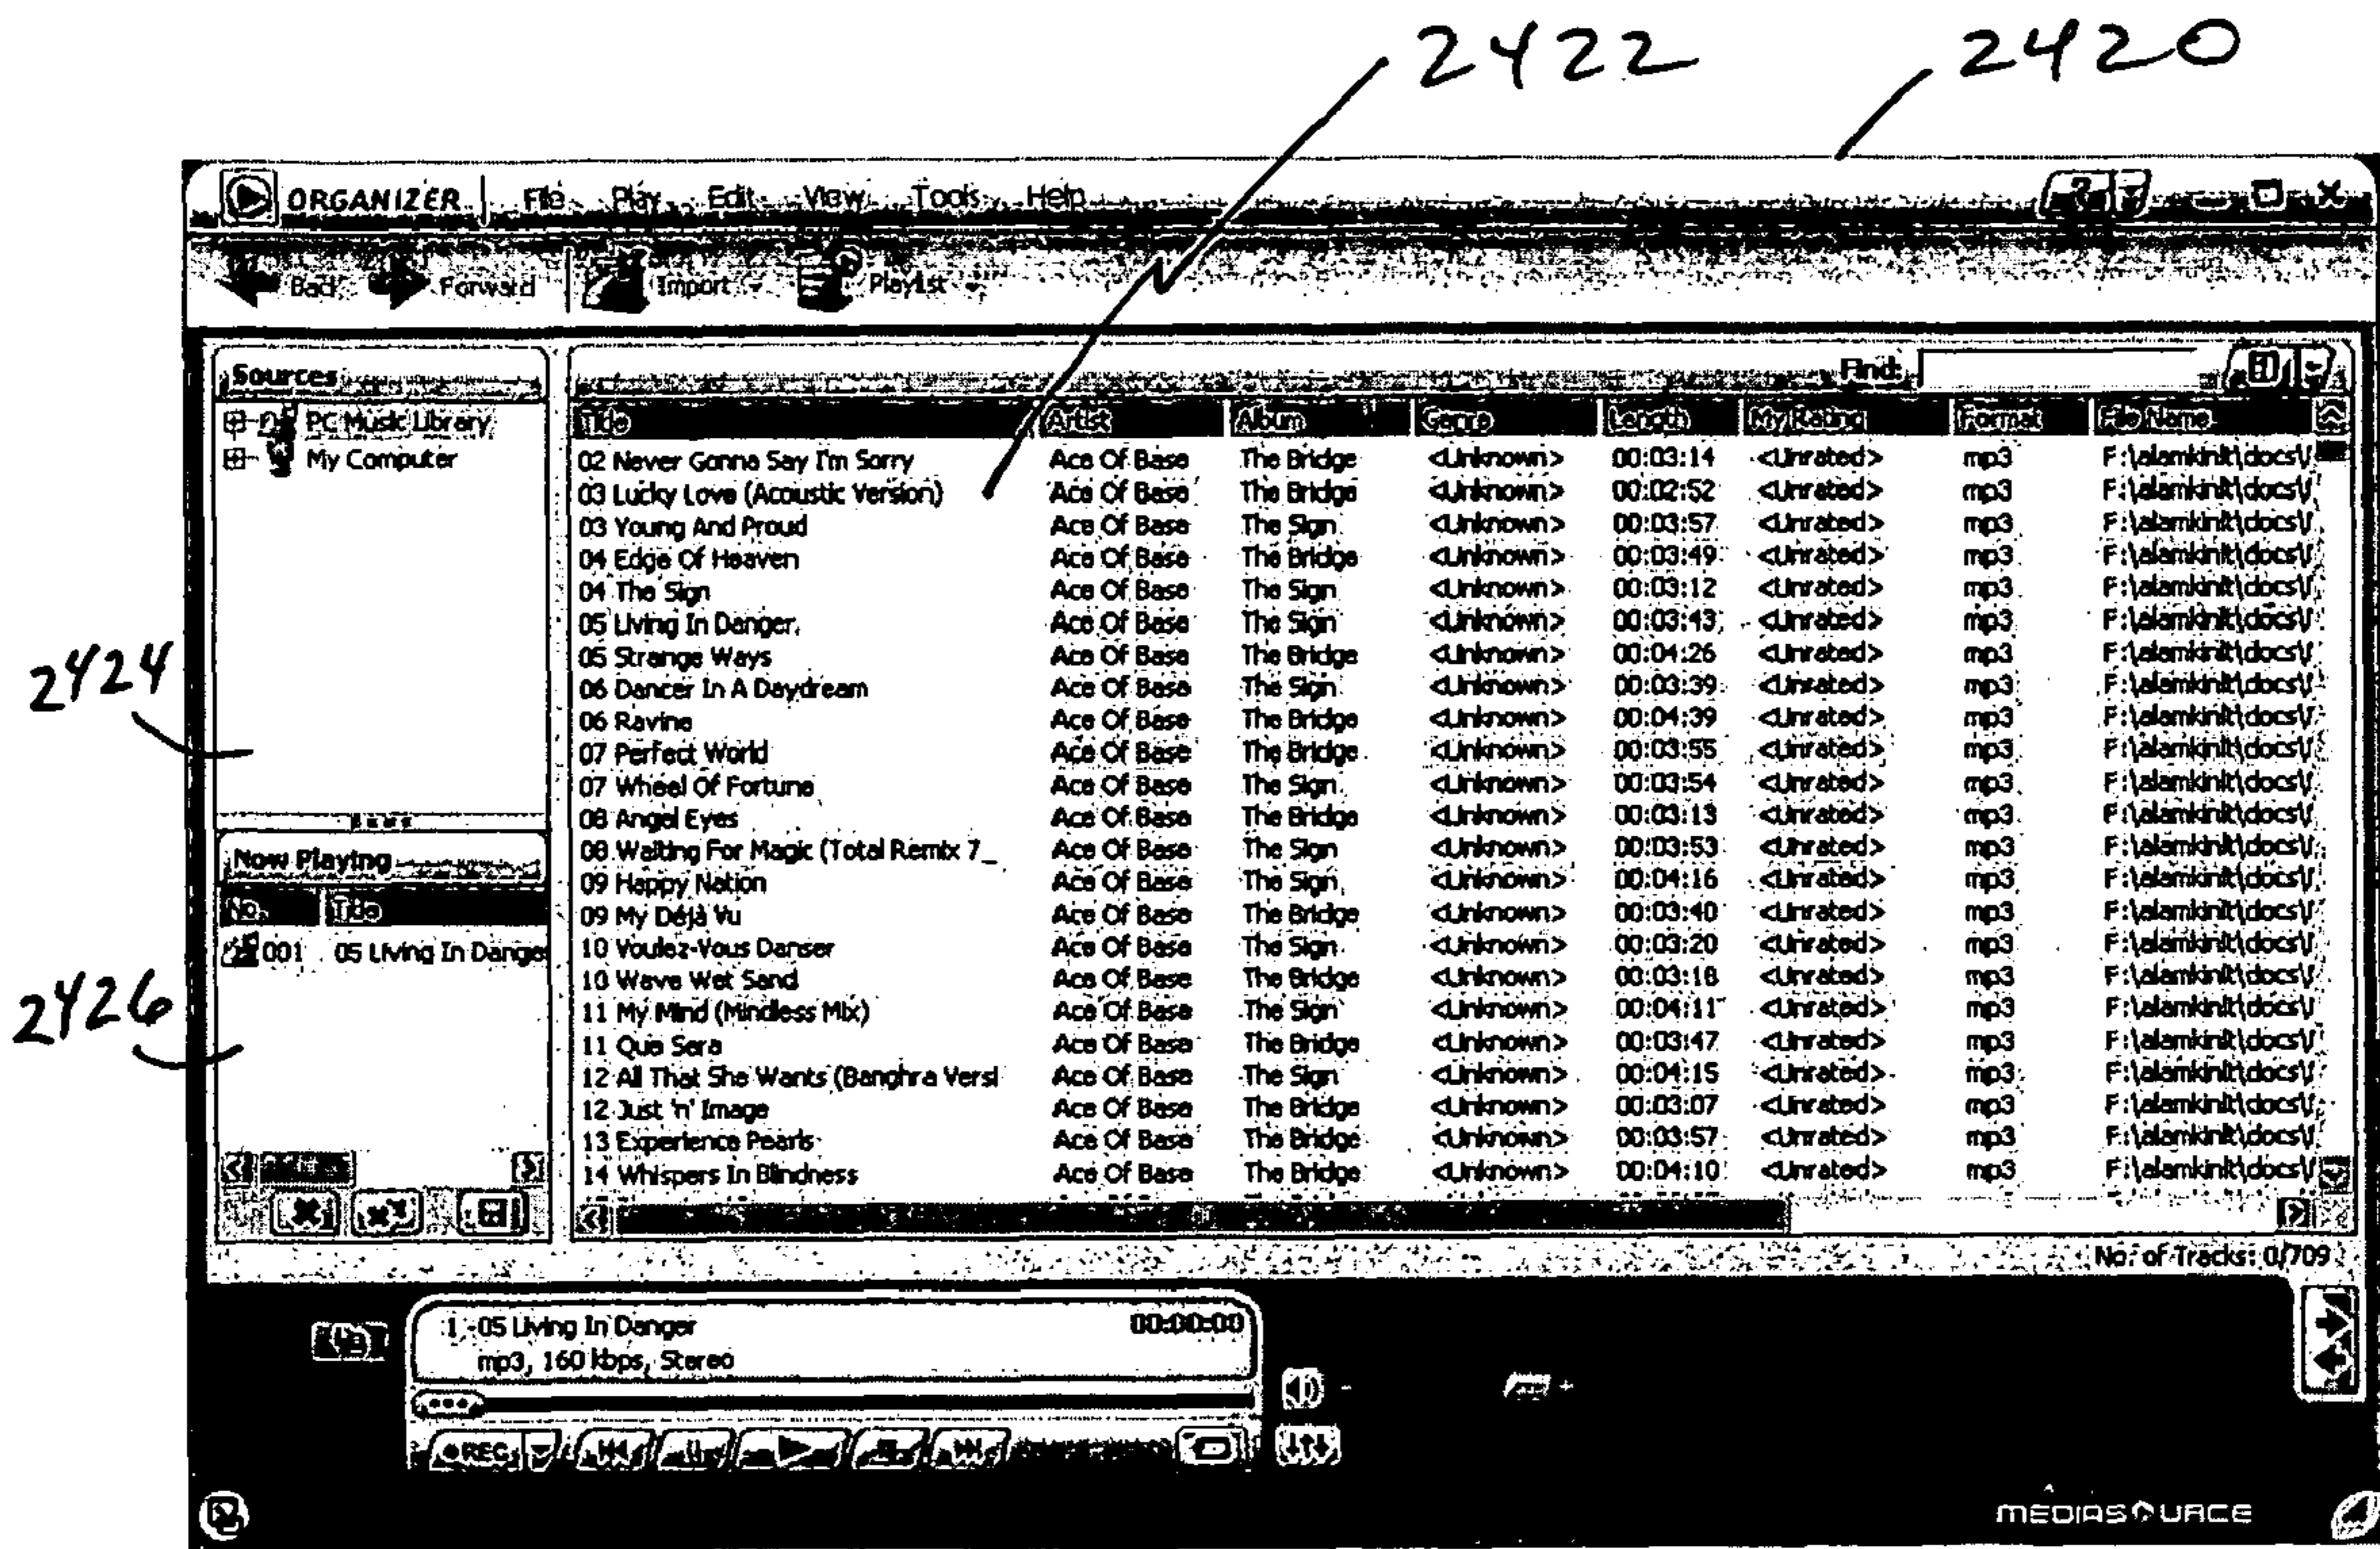 2422 2420
ORGANIZER File Play Edit View Tools Help
Back Forward Import Playlist
Sources Find:
Title Artist Album Genre Length My Rating Format File Name
PC Music Library
My Computer
02 Never Gonna Say I'm Sorry Ace Of Base The Bridge <Unknown> 00:03:14 <Unrated> mp3
03 Lucky Love (Acoustic Version) Ace Of Base The Bridge <Unknown> 00:02:52 <Unrated> mp3
03 Young And Proud Ace Of Base The Sign <Unknown> 00:03:57 <Unrated> mp3
04 Edge Of Heaven Ace Of Base The Bridge <Unknown> 00:03:49 <Unrated> mp3
04 The Sign Ace Of Base The Sign <Unknown> 00:03:12 <Unrated> mp3
05 Living In Danger Ace Of Base The Sign <Unknown> 00:03:43 <Unrated> mp3
05 Strange Ways Ace Of Base The Bridge <Unknown> 00:04:26 <Unrated> mp3
2424
06 Dancer In A Daydream Ace Of Base The Sign <Unknown> 00:03:39 <Unrated> mp3
06 Ravine Ace Of Base The Bridge <Unknown> 00:04:39 <Unrated> mp3
07 Perfect World Ace Of Base The Bridge <Unknown> 00:03:55 <Unrated> mp3
07 Wheel Of Fortune Ace Of Base The Sign <Unknown> 00:03:54 <Unrated> mp3
08 Angel Eyes Ace Of Base The Bridge <Unknown> 00:03:13 <Unrated> mp3
08 Waiting For Magic (Total Remix 7_ Ace Of Base The Sign <Unknown> 00:03:53 <Unrated> mp3
09 Happy Nation Ace Of Base The Sign <Unknown> 00:04:16 <Unrated> mp3
09 My Déjà Vu Ace Of Base The Bridge <Unknown> 00:03:40 <Unrated> mp3
10 Voulez-Vous Danser Ace Of Base The Sign <Unknown> 00:03:20 <Unrated> mp3
10 Wave Wet Sand Ace Of Base The Bridge <Unknown> 00:03:18 <Unrated> mp3
11 My Mind (Mindless Mix) Ace Of Base The Sign <Unknown> 00:04:11 <Unrated> mp3
11 Que Sera Ace Of Base The Bridge <Unknown> 00:03:47 <Unrated> mp3
12 All That She Wants (Banghra Versi Ace Of Base The Sign <Unknown> 00:04:15 <Unrated> mp3
12 Just 'n' Image Ace Of Base The Bridge <Unknown> 00:03:07 <Unrated> mp3
13 Experience Pearls Ace Of Base The Bridge <Unknown> 00:03:57 <Unrated> mp3
14 Whispers In Blindness Ace Of Base The Bridge <Unknown> 00:04:10 <Unrated> mp3
Now Playing
No. Title
001 05 Living In Danger
2426
No. of Tracks: 0/709
1 - 05 Living In Danger 00:00:00
mp3, 160 kbps, Stereo
REC
MEDIASOURCE